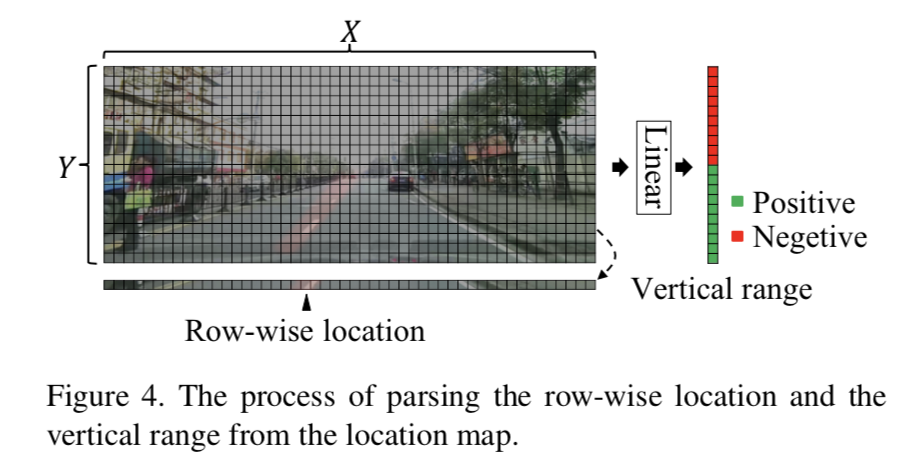 X
Y
Linear
Positive
Negetive
Vertical range
Row-wise location
Figure 4. The process of parsing the row-wise location and the
vertical range from the location map.